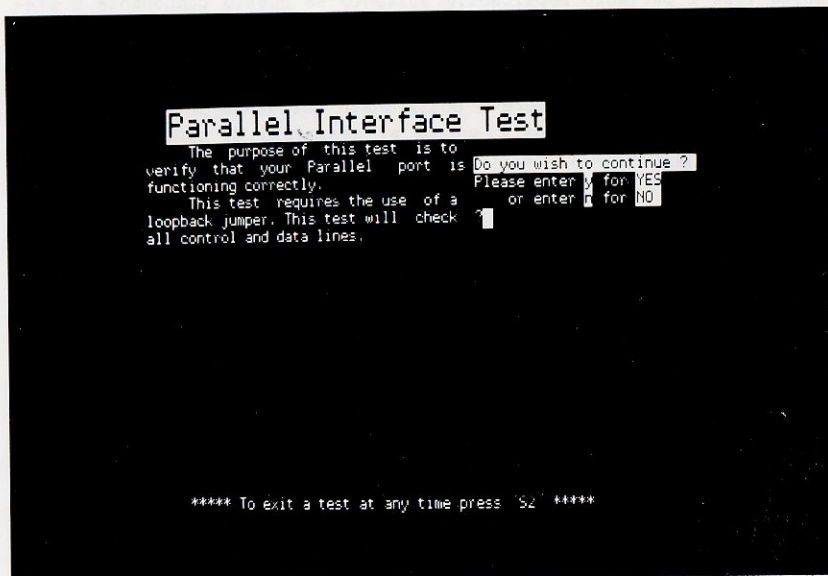 Parallel Interface Test
The purpose of this test is to
verify that your Parallel port is
functioning correctly.
This test requires the use of a
loopback jumper. This test will check
all control and data lines.
Do you wish to continue ?
Please enter y for YES
or enter n for NO
?
***** To exit a test at any time press 'S2' *****